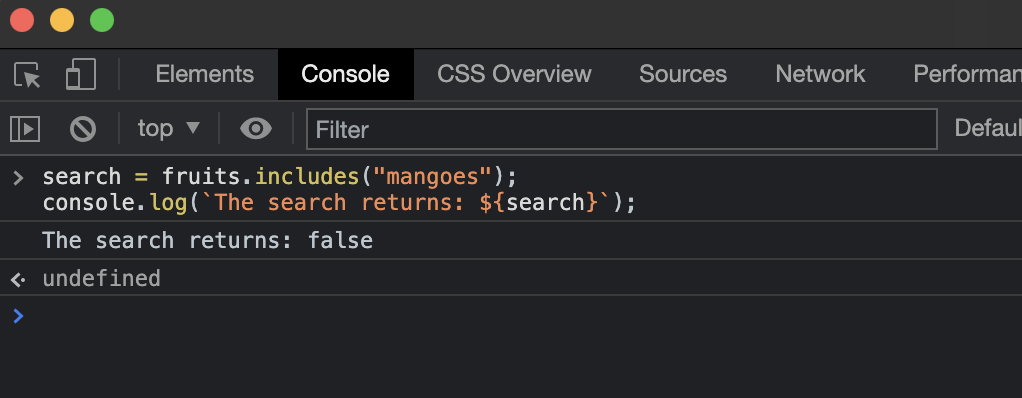 Elements Console CSS Overview Sources Network Performan
top Filter Defaul
> search = fruits.includes("mangoes");
console.log(`The search returns: ${search}`);
The search returns: false
undefined
>